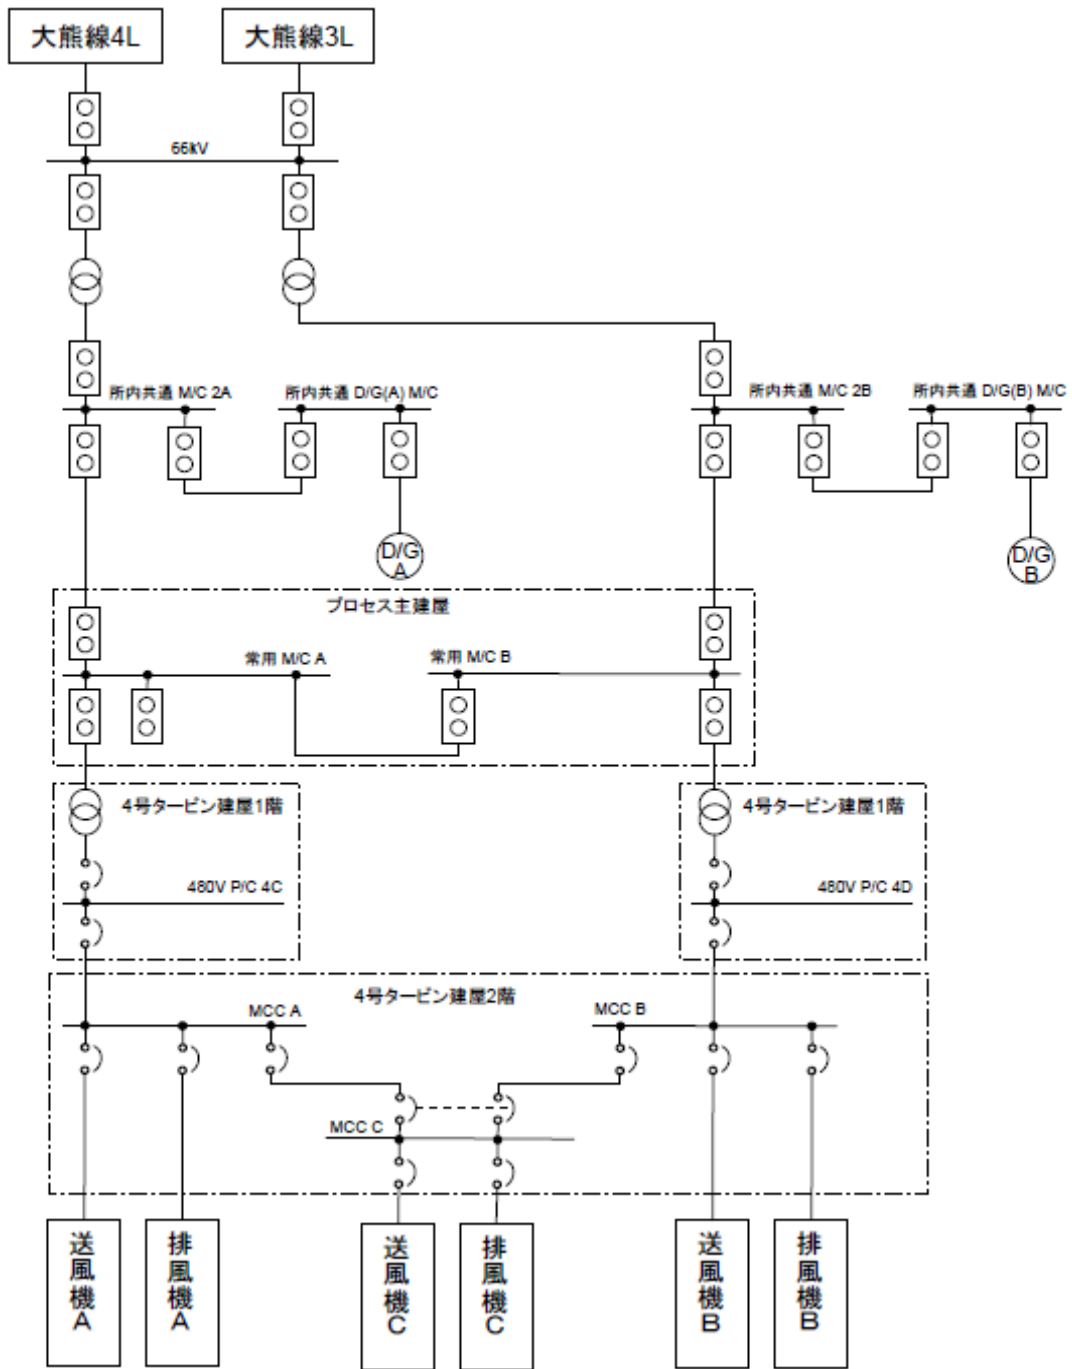 大熊線4L
大熊線3L
66kV
所内共通 M/C 2A
所内共通 D/G(A) M/C
所内共通 M/C 2B
所内共通 D/G(B) M/C
D/G
A
D/G
B
プロセス主建屋
常用 M/C A
常用 M/C B
4号タービン建屋1階
4号タービン建屋1階
480V P/C 4C
480V P/C 4D
4号タービン建屋2階
MCC A
MCC B
MCC C
送風機A
排風機A
送風機C
排風機C
送風機B
排風機B